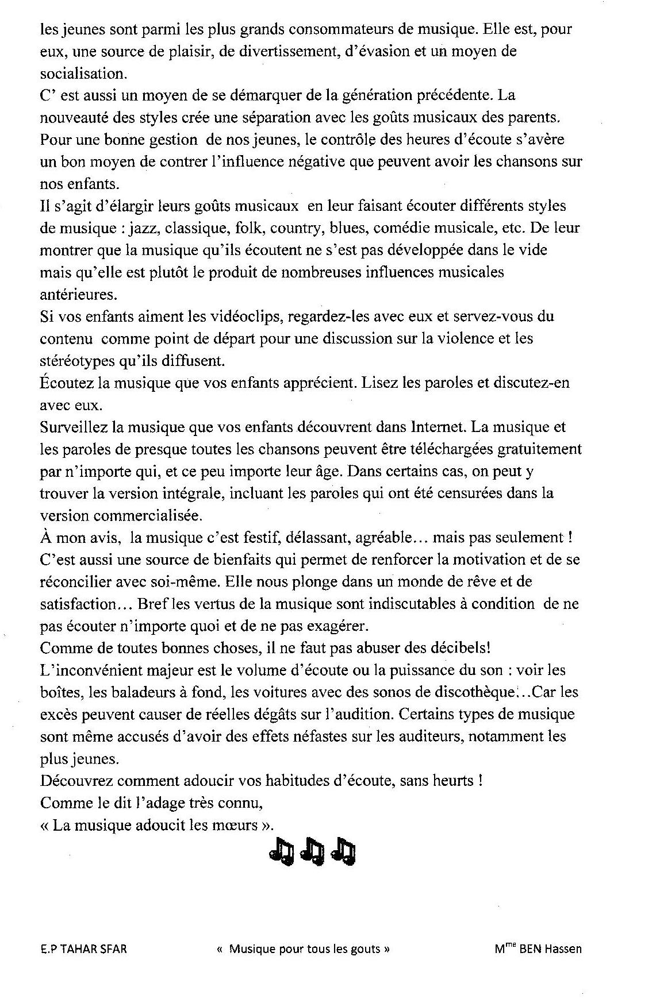 les jeunes sont parmi les plus grands consommateurs de musique. Elle est, pour
eux, une source de plaisir, de divertissement, d’évasion et un moyen de
socialisation.
C’ est aussi un moyen de se démarquer de la génération précédente. La
nouveauté des styles crée une séparation avec les goûts musicaux des parents.
Pour une bonne gestion  de nos jeunes, le contrôle des heures d’écoute s’avère
un bon moyen de contrer l’influence négative que peuvent avoir les chansons sur
nos enfants.
Il s’agit d’élargir leurs goûts musicaux  en leur faisant écouter différents styles
de musique : jazz, classique, folk, country, blues, comédie musicale, etc. De leur
montrer que la musique qu’ils écoutent ne s’est pas développée dans le vide
mais qu’elle est plutôt le produit de nombreuses influences musicales
antérieures.
Si vos enfants aiment les vidéoclips, regardez-les avec eux et servez-vous du
contenu  comme point de départ pour une discussion sur la violence et les
stéréotypes qu’ils diffusent.
Écoutez la musique que vos enfants apprécient. Lisez les paroles et discutez-en
avec eux.
Surveillez la musique que vos enfants découvrent dans Internet. La musique et
les paroles de presque toutes les chansons peuvent être téléchargées gratuitement
par n’importe qui, et ce peu importe leur âge. Dans certains cas, on peut y
trouver la version intégrale, incluant les paroles qui ont été censurées dans la
version commercialisée.
À mon avis,  la musique c’est festif, délassant, agréable… mais pas seulement !
C’est aussi une source de bienfaits qui permet de renforcer la motivation et de se
réconcilier avec soi-même. Elle nous plonge dans un monde de rêve et de
satisfaction… Bref les vertus de la musique sont indiscutables à condition  de ne
pas écouter n’importe quoi et de ne pas exagérer.
Comme de toutes bonnes choses, il ne faut pas abuser des décibels!
L’inconvénient majeur est le volume d’écoute ou la puissance du son : voir les
boîtes, les baladeurs à fond, les voitures avec des sonos de discothèque…Car les
excès peuvent causer de réelles dégâts sur l’audition. Certains types de musique
sont même accusés d’avoir des effets néfastes sur les auditeurs, notamment les
plus jeunes.
Découvrez comment adoucir vos habitudes d’écoute, sans heurts !
Comme le dit l’adage très connu,
« La musique adoucit les mœurs ».
E.P TAHAR SFAR « Musique pour tous les gouts » Mme BEN Hassen